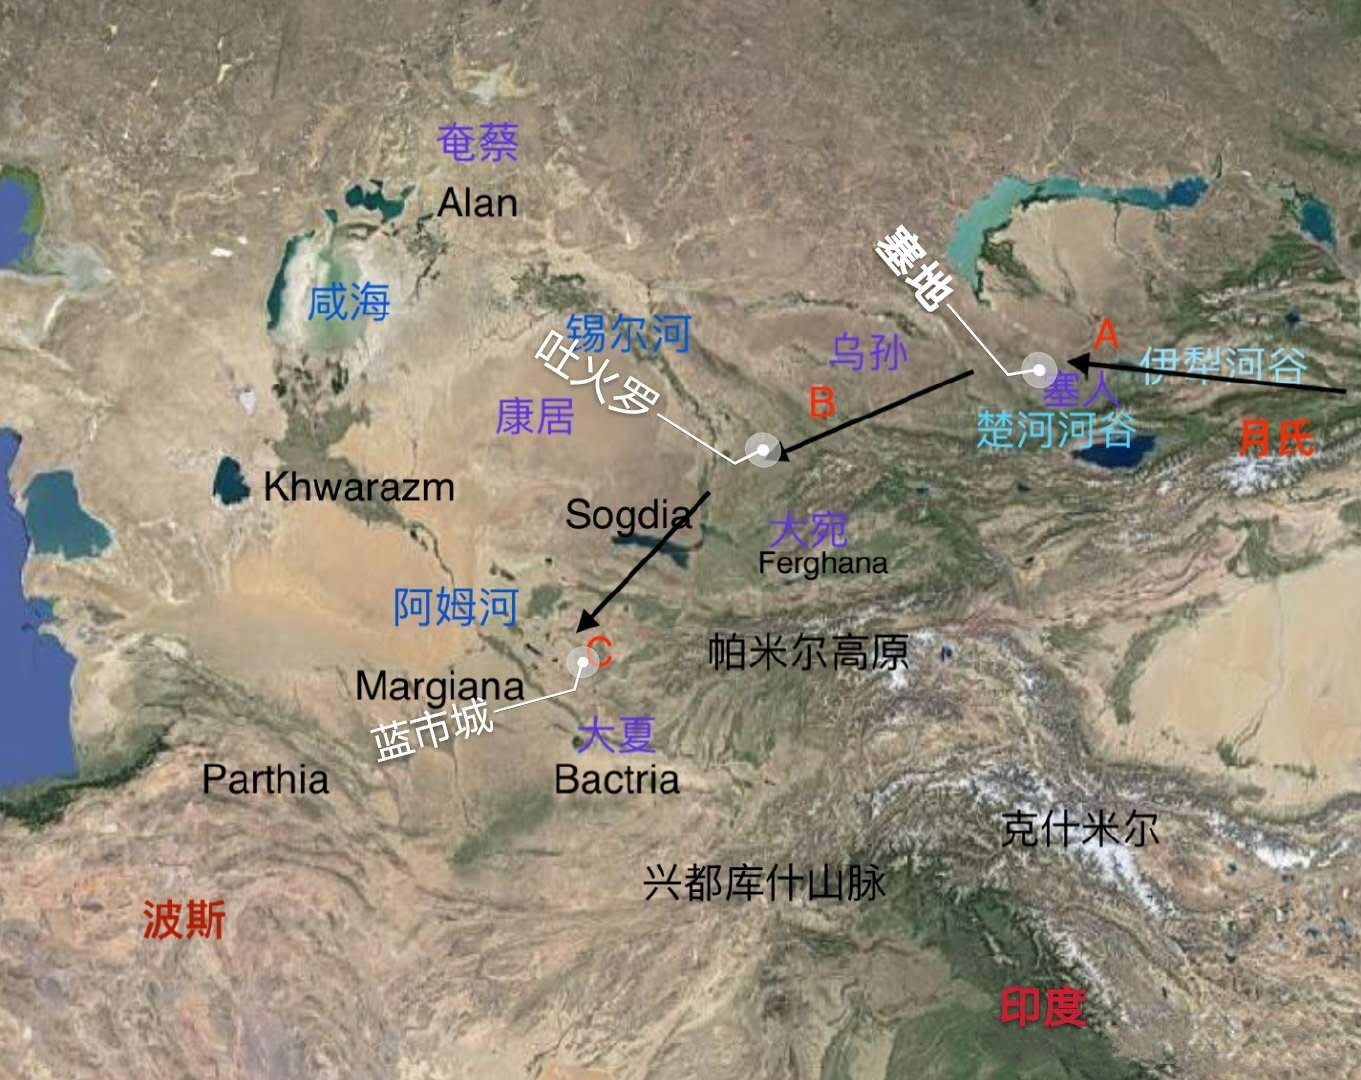 奄蔡
Alan
塞地
咸海
锡尔河
吐火罗
乌孙
A
伊犁河谷
塞人
B
康居
楚河河谷
月氏
Khwarazm
Sogdia
大宛
Ferghana
阿姆河
C
帕米尔高原
Margiana
蓝市城
大夏
Parthia
Bactria
克什米尔
兴都库什山脉
波斯
印度